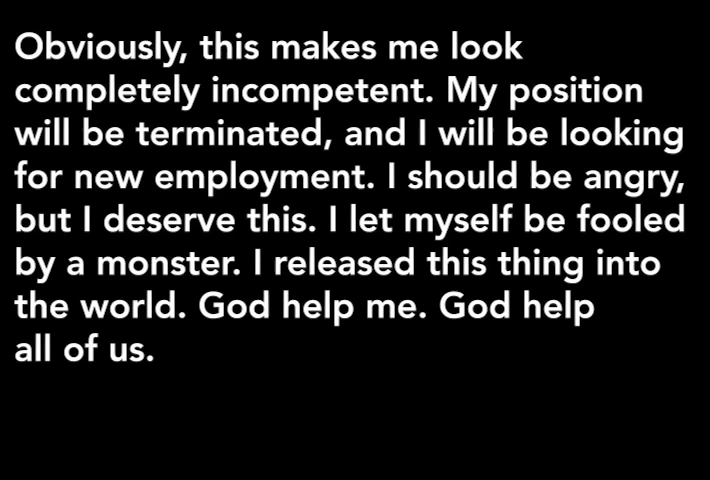 Obviously, this makes me look
completely incompetent. My position
will be terminated, and I will be looking
for new employment. I should be angry,
but I deserve this. I let myself be fooled
by a monster. I released this thing into
the world. God help me. God help
all of us.